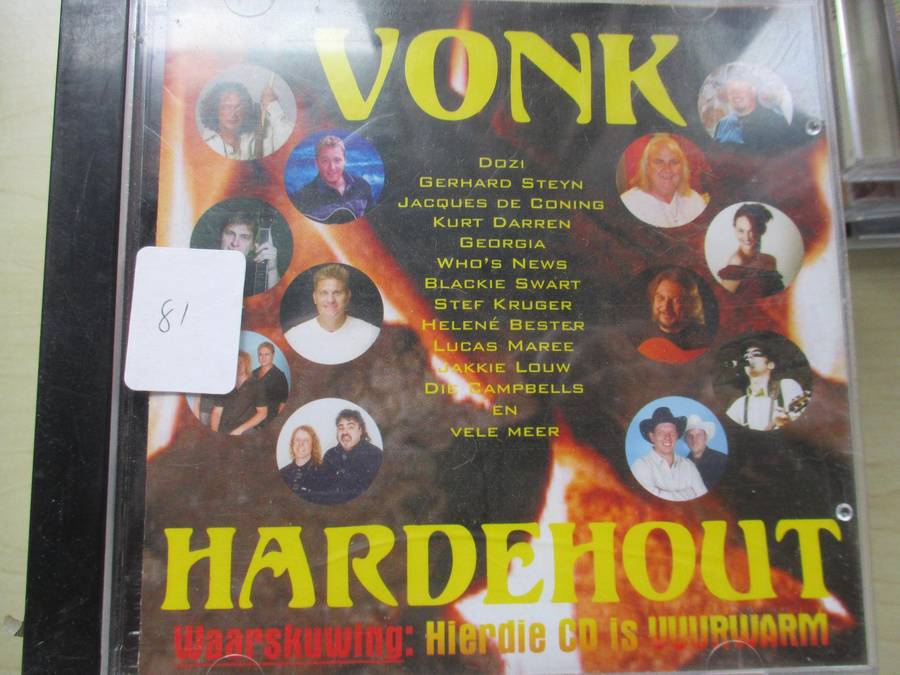 VONK
DOZI
GERHARD STEYN
JACQUES DE CONING
KURT DARREN
GEORGIA
WHO'S NEWS
BLACKIE SWART
STEF KRUGER
HELENÉ BESTER
LUCAS MAREE
JAKKIE LOUW
DIE CAMPBELLS
EN
VELE MEER
81
HARDEHOUT
Waarskuwing: Hierdie CD is VUURWARM